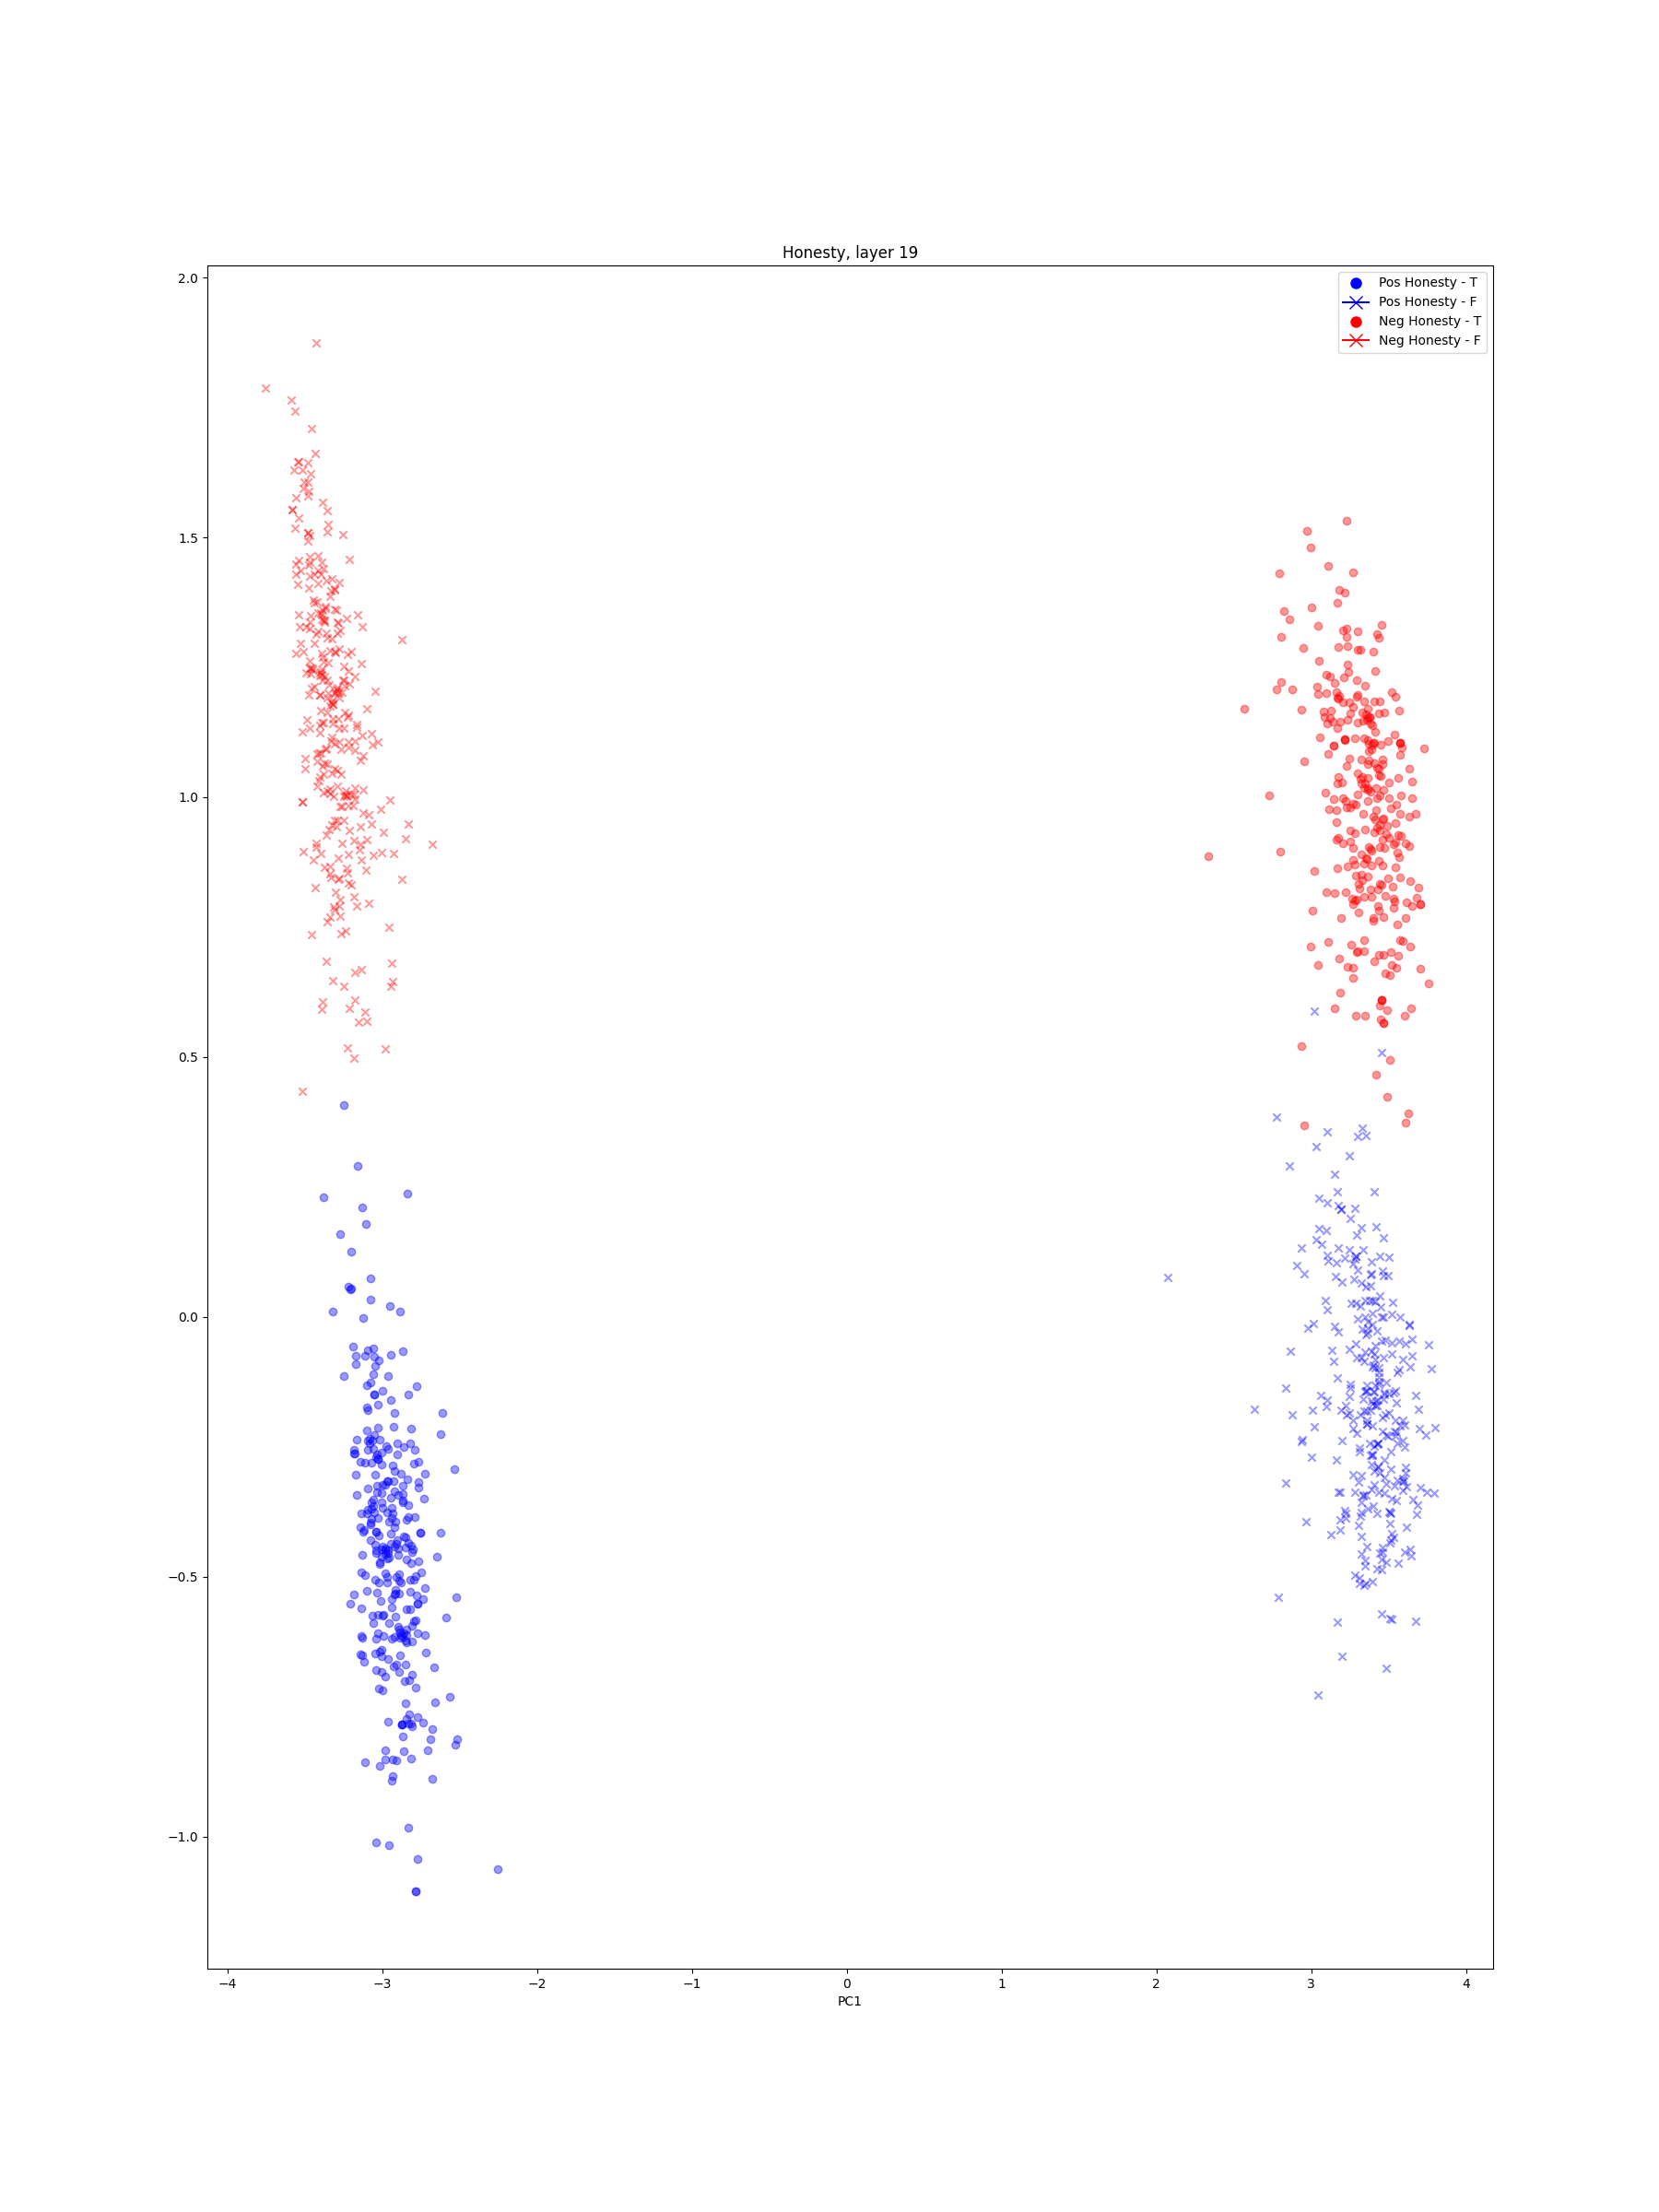 Honesty, layer 19
Pos Honesty - T
Pos Honesty - F
Neg Honesty - T
Neg Honesty - F
2.0
1.5
1.0
0.5
0.0
−0.5
−1.0
−4 −3 −2 −1 0 1 2 3 4
PC1